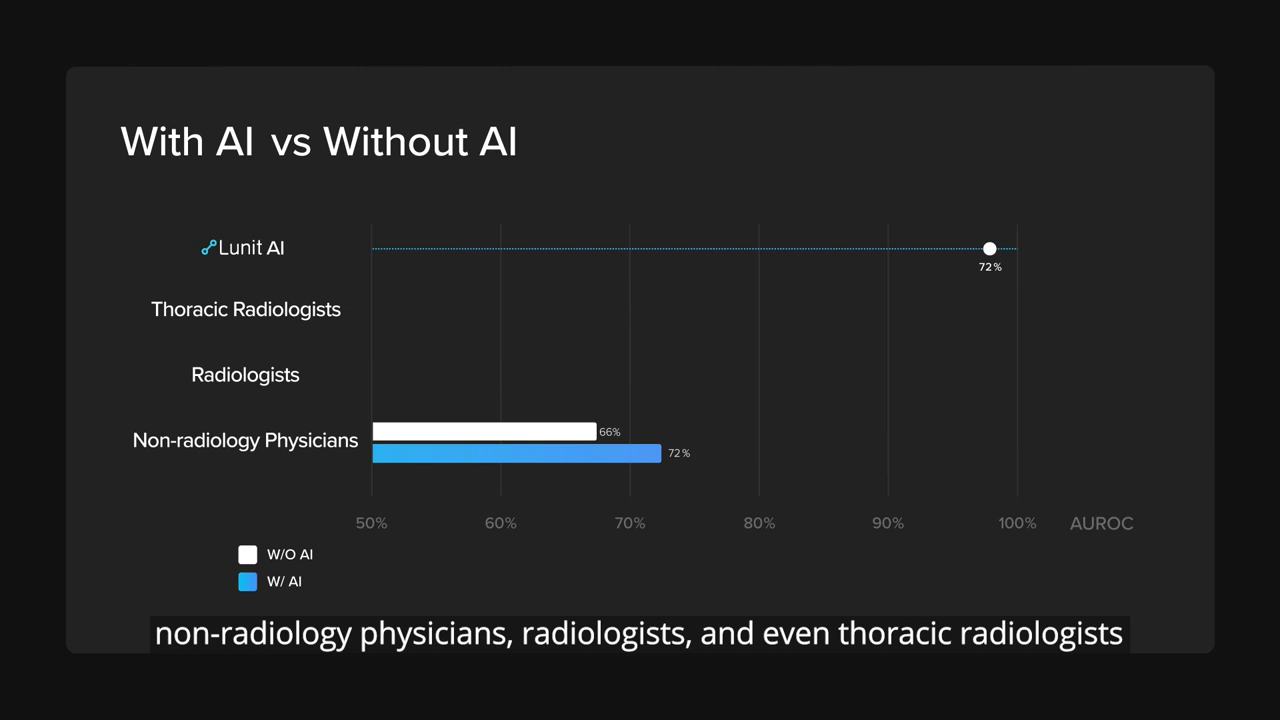 With AI vs Without AI
Lunit AI
72%
Thoracic Radiologists
Radiologists
Non-radiology Physicians
66%
72%
50% 60% 70% 80% 90% 100% AUROC
W/O AI
W/ AI
non-radiology physicians, radiologists, and even thoracic radiologists